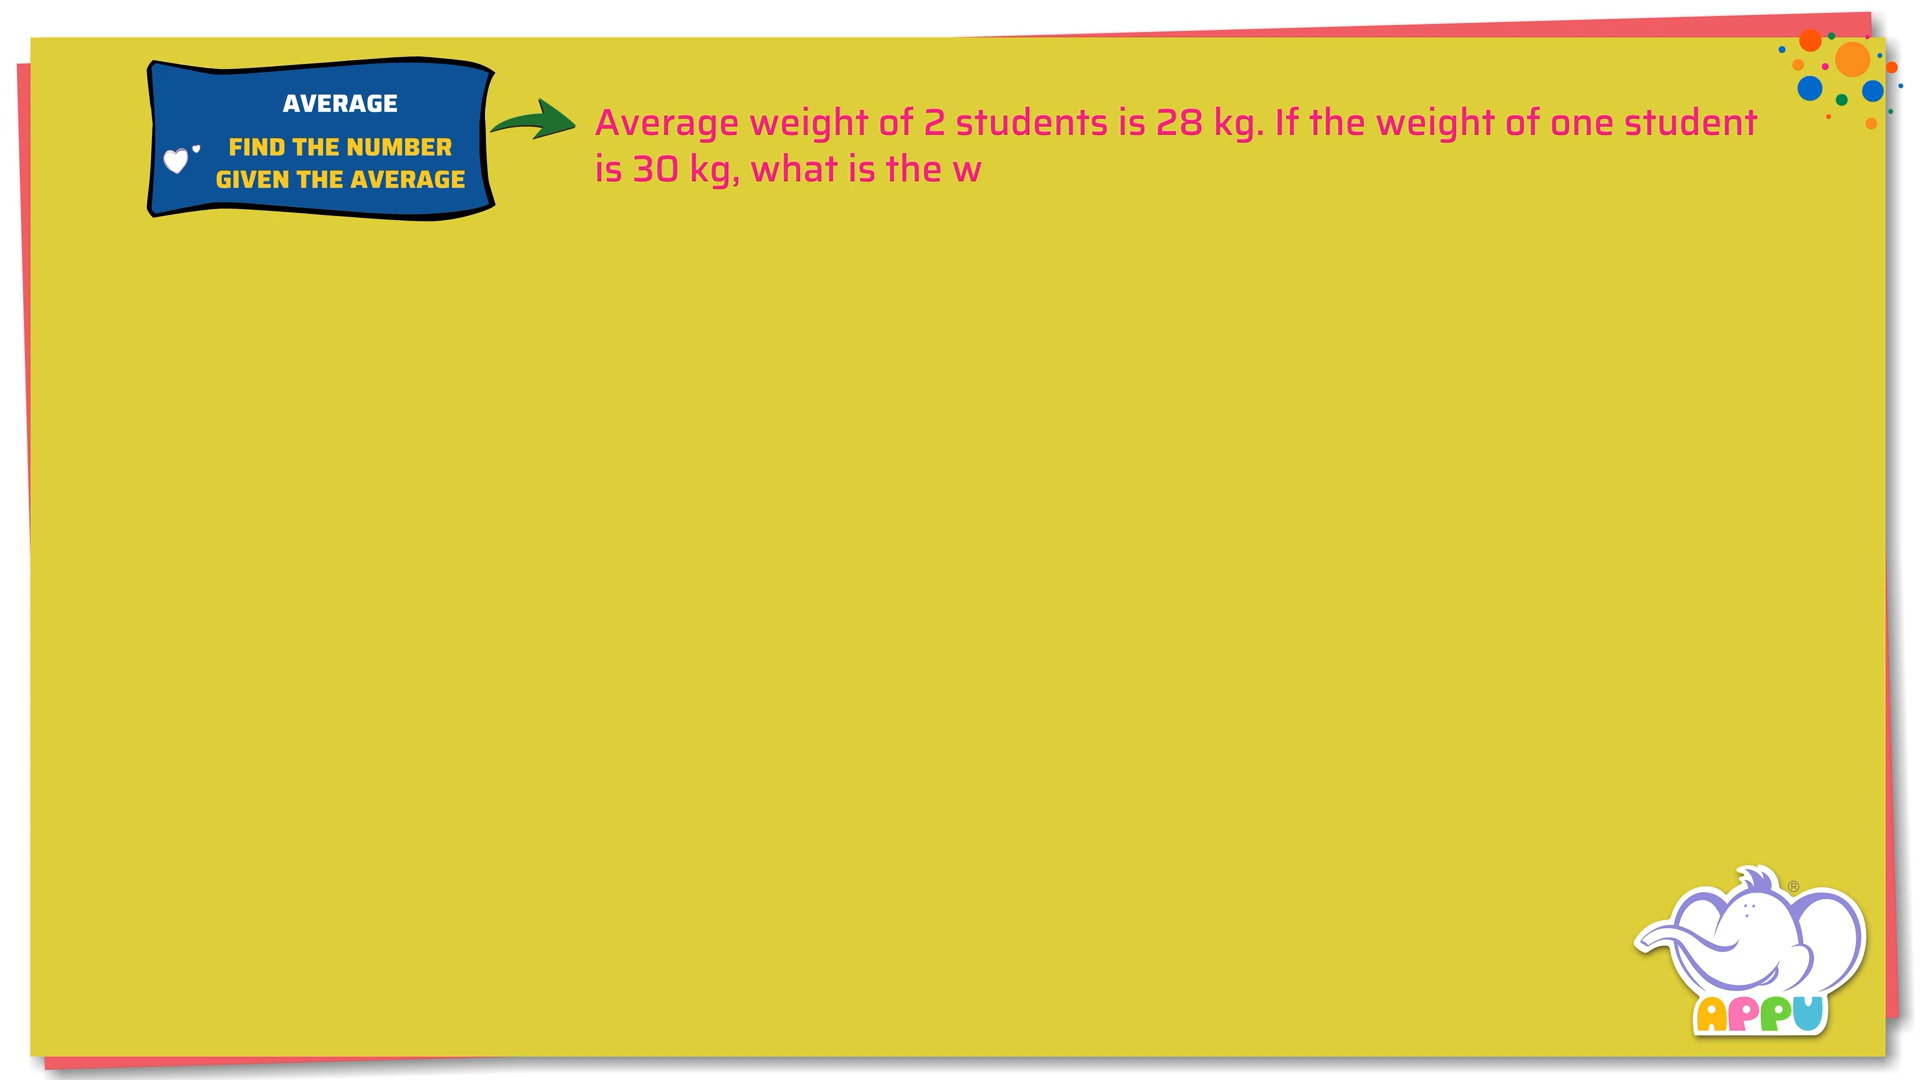 AVERAGE
FIND THE NUMBER
GIVEN THE AVERAGE
Average weight of 2 students is 28 kg. If the weight of one student
is 30 kg, what is the w
®
APPU